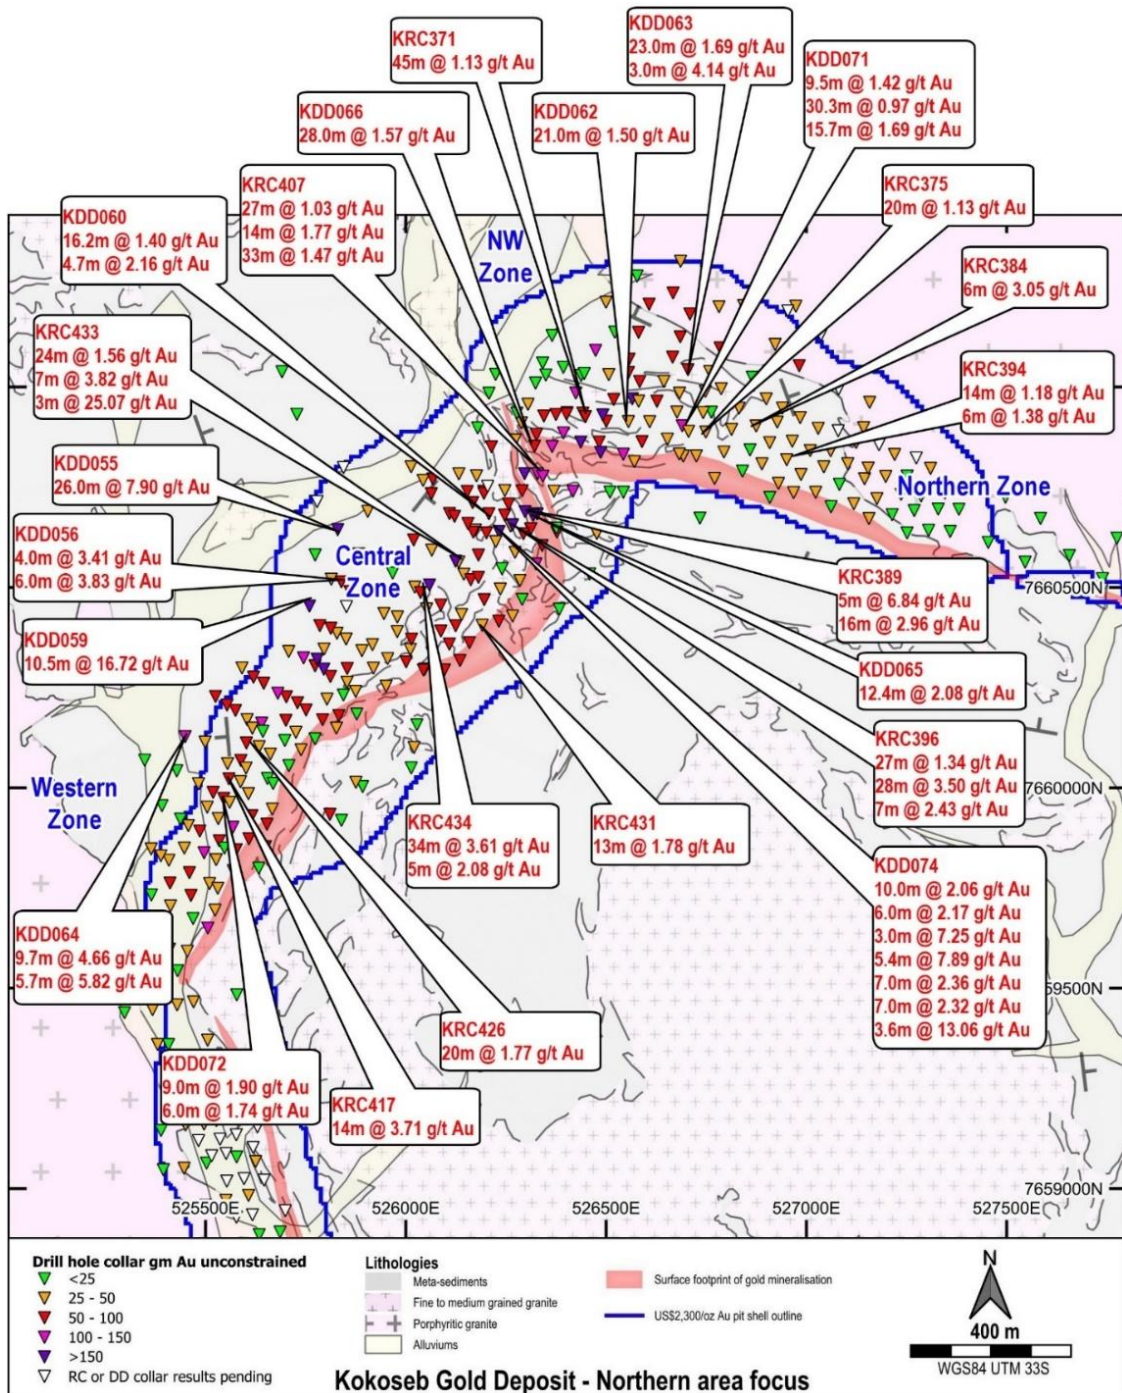 KDD063
23.0m @ 1.69 g/t Au
3.0m @ 4.14 g/t Au
KRC371
45m @ 1.13 g/t Au
KDD071
9.5m @ 1.42 g/t Au
30.3m @ 0.97 g/t Au
15.7m @ 1.69 g/t Au
KDD066
28.0m @ 1.57 g/t Au
KDD062
21.0m @ 1.50 g/t Au
KRC407
27m @ 1.03 g/t Au
14m @ 1.77 g/t Au
33m @ 1.47 g/t Au
KRC375
20m @ 1.13 g/t Au
KDD060
16.2m @ 1.40 g/t Au
4.7m @ 2.16 g/t Au
NW
Zone
KRC384
6m @ 3.05 g/t Au
KRC433
24m @ 1.56 g/t Au
7m @ 3.82 g/t Au
3m @ 25.07 g/t Au
KRC394
14m @ 1.18 g/t Au
6m @ 1.38 g/t Au
KDD055
26.0m @ 7.90 g/t Au
Northern Zone
KDD056
4.0m @ 3.41 g/t Au
6.0m @ 3.83 g/t Au
Central
Zone
KRC389
5m @ 6.84 g/t Au
16m @ 2.96 g/t Au
7660500N
KDD059
10.5m @ 16.72 g/t Au
KDD065
12.4m @ 2.08 g/t Au
KRC396
27m @ 1.34 g/t Au
28m @ 3.50 g/t Au
7m @ 2.43 g/t Au
7660000N
Western
Zone
KRC434
34m @ 3.61 g/t Au
5m @ 2.08 g/t Au
KRC431
13m @ 1.78 g/t Au
KDD074
10.0m @ 2.06 g/t Au
6.0m @ 2.17 g/t Au
3.0m @ 7.25 g/t Au
5.4m @ 7.89 g/t Au
7.0m @ 2.36 g/t Au
7.0m @ 2.32 g/t Au
3.6m @ 13.06 g/t Au
KDD064
9.7m @ 4.66 g/t Au
5.7m @ 5.82 g/t Au
59500N
KRC426
20m @ 1.77 g/t Au
KDD072
9.0m @ 1.90 g/t Au
6.0m @ 1.74 g/t Au
KRC417
14m @ 3.71 g/t Au
7659000N
525500E
526000E
526500E
527000E
527500E
Drill hole collar gm Au unconstrained
<25
25 - 50
50 - 100
100 - 150
>150
RC or DD collar results pending
Lithologies
Meta-sediments
Fine to medium grained gnanite
Porphyritic granite
Alluviums
Surface footprint of gold mineralisation
US$2,300/oz Au pit shell outline
N
400 m
WGS84 UTM 33S
Kokoseb Gold Deposit - Northern area focus